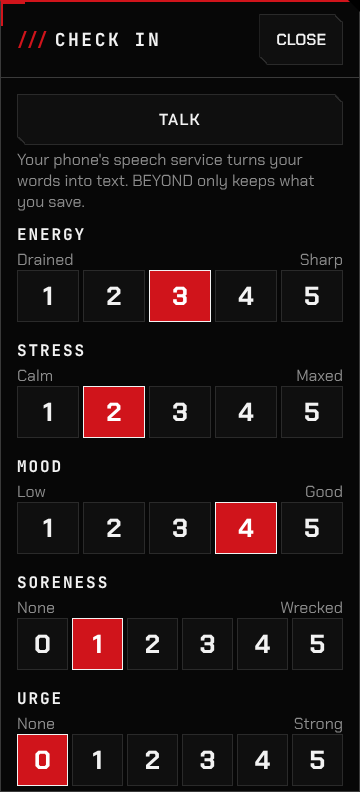 /// CHECK IN
CLOSE
TALK
Your phone's speech service turns your
words into text. BEYOND only keeps what
you save.
ENERGY
Drained Sharp
1 2 3 4 5
STRESS
Calm Maxed
1 2 3 4 5
MOOD
Low Good
1 2 3 4 5
SORENESS
None Wrecked
0 1 2 3 4 5
URGE
None Strong
0 1 2 3 4 5